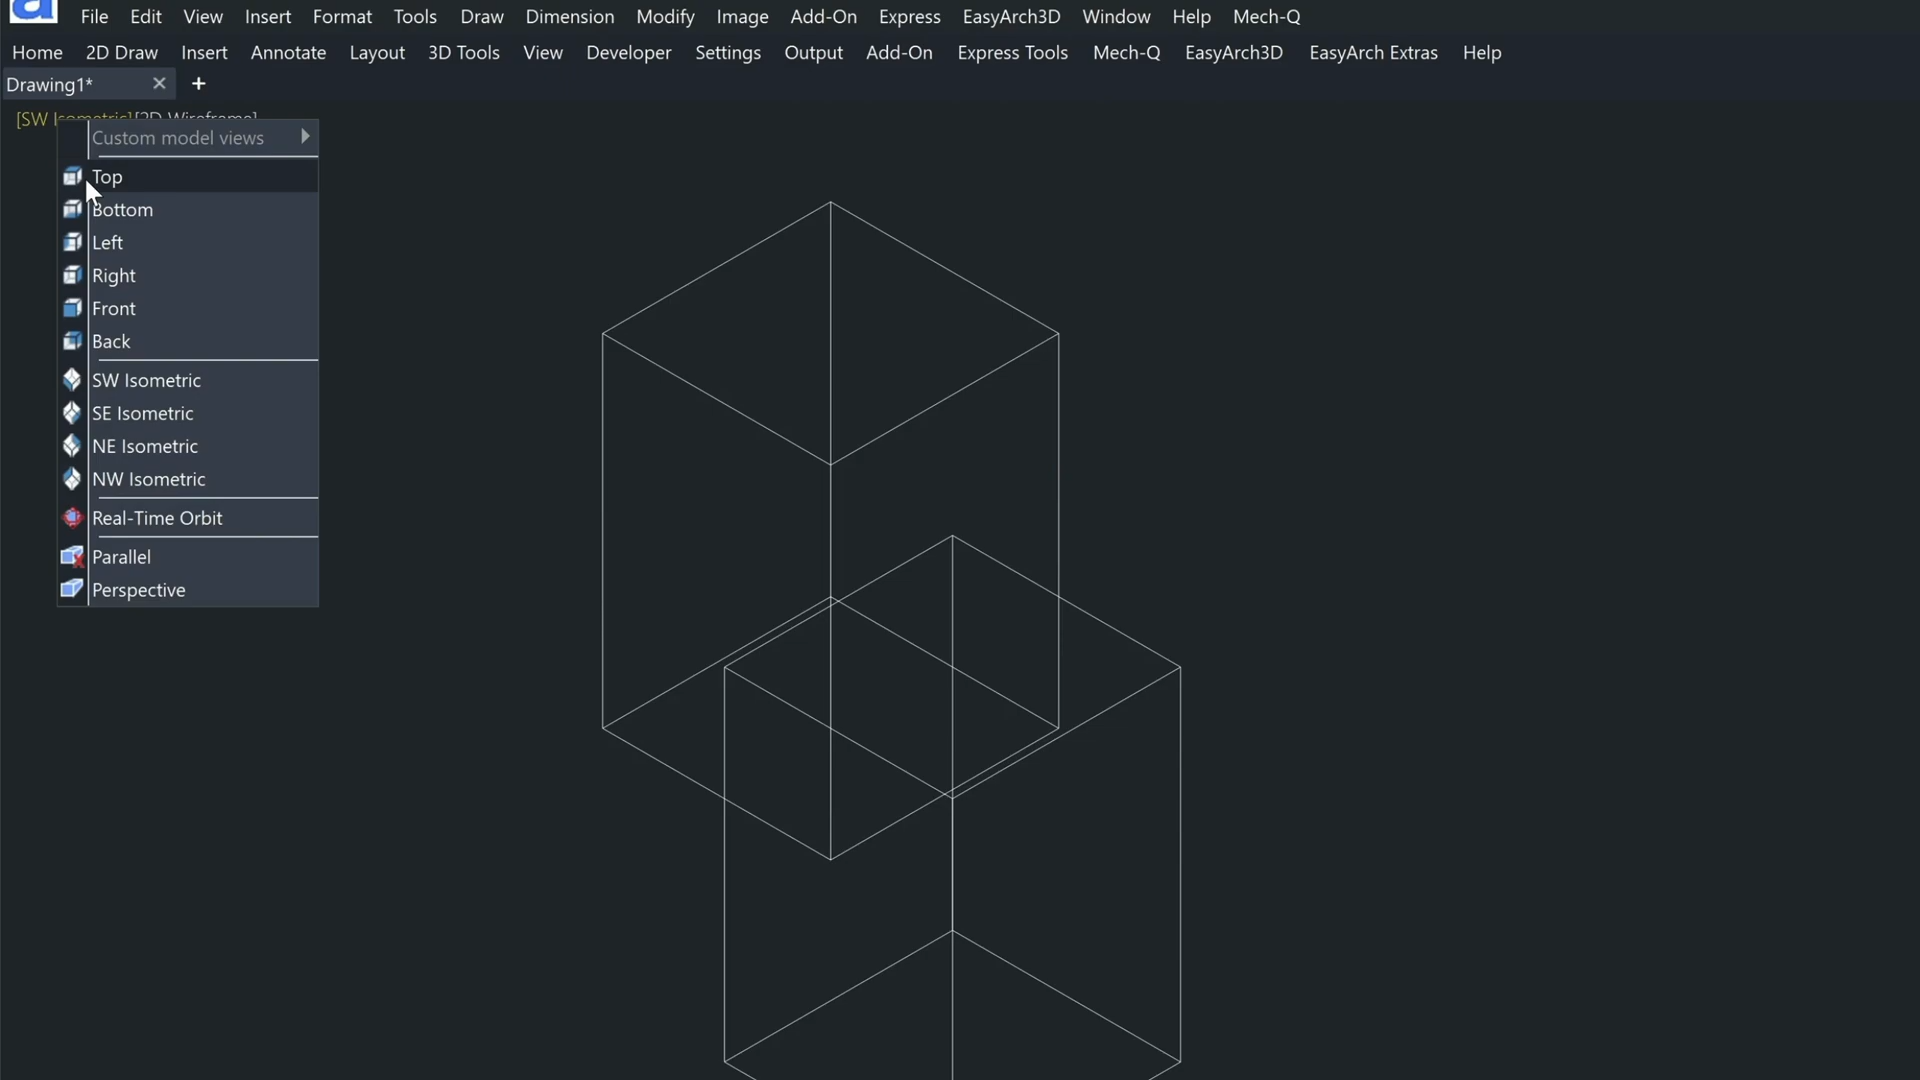 File Edit View Insert Format Tools Draw Dimension Modify Image Add-On Express EasyArch3D Window Help Mech-Q
Home 2D Draw Insert Annotate Layout 3D Tools View Developer Settings Output Add-On Express Tools Mech-Q EasyArch3D EasyArch Extras Help
Drawing1*
[SW Isometric][2D Wireframe]
Custom model views
Top
Bottom
Left
Right
Front
Back
SW Isometric
SE Isometric
NE Isometric
NW Isometric
Real-Time Orbit
Parallel
Perspective